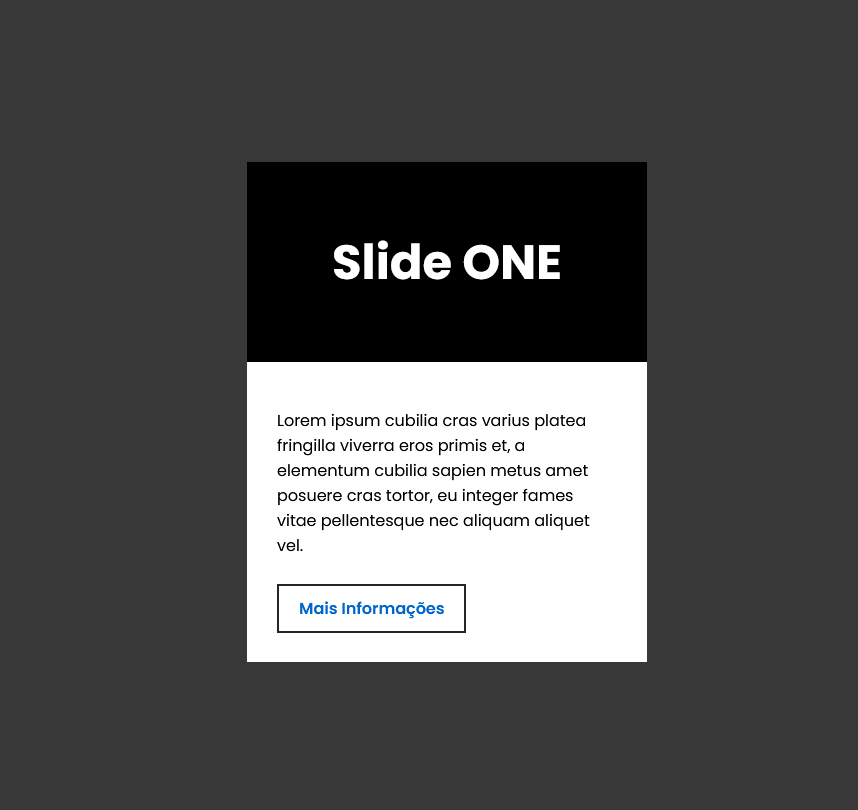 Slide ONE
Lorem ipsum cubilia cras varius platea
fringilla viverra eros primis et, a
elementum cubilia sapien metus amet
posuere cras tortor, eu integer fames
vitae pellentesque nec aliquam aliquet
vel.
Mais Informações